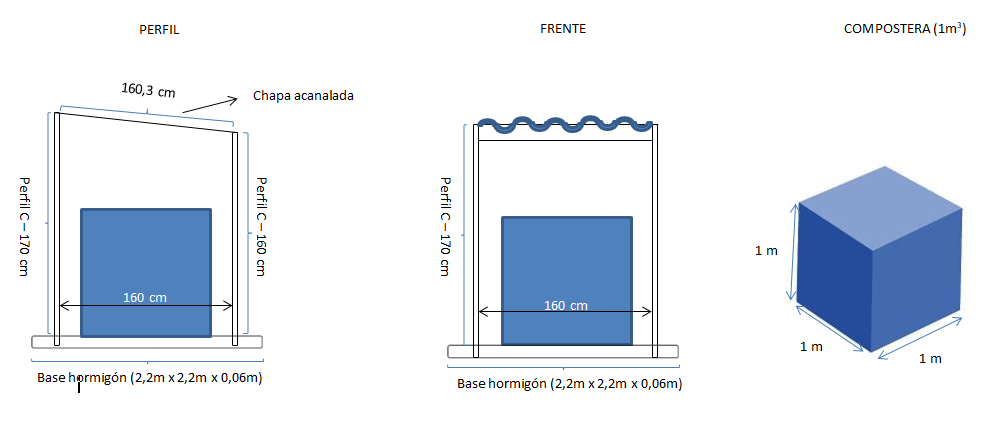 PERFIL
FRENTE
COMPOSTERA (1m³)
160,3 cm
Chapa acanalada
Perfil C – 170 cm
Perfil C – 160 cm
160 cm
Base hormigón (2,2m x 2,2m x 0,06m)
Perfil C – 170 cm
160 cm
Base hormigón (2,2m x 2,2m x 0,06m)
1 m
1 m
1 m